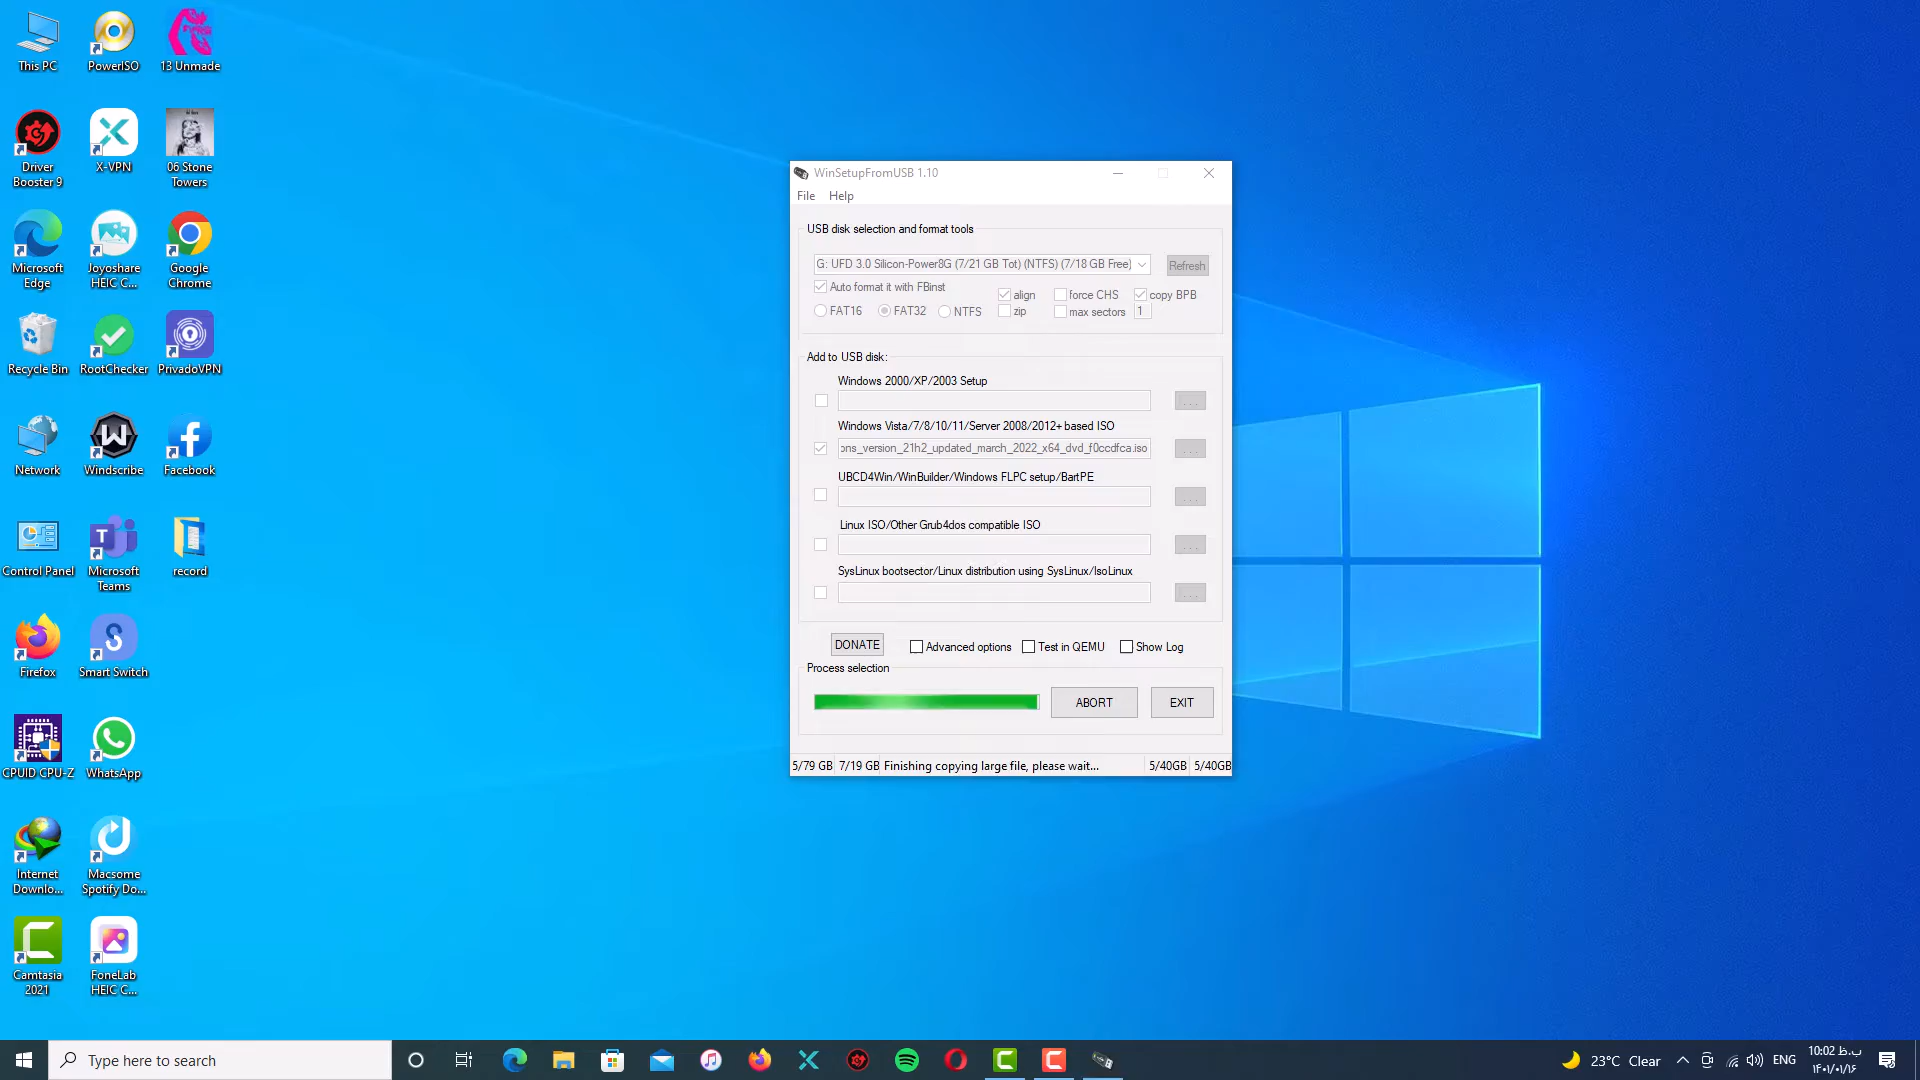 This PC
PowerISO
13 Unmade
Driver
Booster 9
X-VPN
06 Stone
Towers
Microsoft
Edge
Joyoshare
HEIC C...
Google
Chrome
Recycle Bin
RootChecker
PrivadoVPN
Network
Windscribe
Facebook
Control Panel
Microsoft
Teams
record
Firefox
Smart Switch
CPUID CPU-Z
WhatsApp
Internet
Downlo...
Macsome
Spotify Do...
Camtasia
2021
FoneLab
HEIC C...
WinSetupFromUSB 1.10
File Help
USB disk selection and format tools
G: UFD 3.0 Silicon-Power8G (7/21 GB Tot) (NTFS) (7/18 GB Free)
Refresh
Auto format it with FBinst
align
force CHS
copy BPB
FAT16
FAT32
NTFS
zip
max sectors
1
Add to USB disk:
Windows 2000/XP/2003 Setup
...
Windows Vista/7/8/10/11/Server 2008/2012+ based ISO
ons_version_21h2_updated_march_2022_x64_dvd_f0ccdfca.iso
...
UBCD4Win/WinBuilder/Windows FLPC setup/BartPE
...
Linux ISO/Other Grub4dos compatible ISO
...
SysLinux bootsector/Linux distribution using SysLinux/IsoLinux
...
DONATE
Advanced options
Test in QEMU
Show Log
Process selection
ABORT
EXIT
5/79 GB 7/19 GB Finishing copying large file, please wait... 5/40GB 5/40GB
Type here to search
23°C Clear
ENG
10:02 ب.ظ
۱۴۰۱/۰۱/۱۶